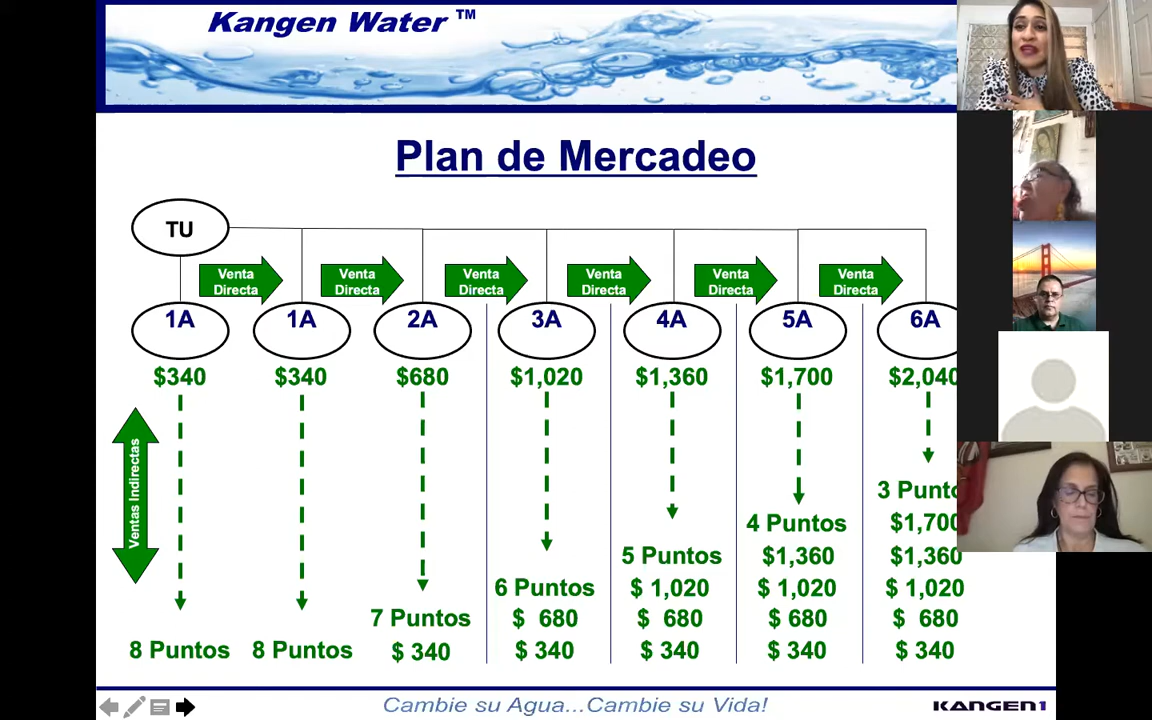 Kangen Water ™
Plan de Mercadeo
TU
Venta Directa
Venta Directa
Venta Directa
Venta Directa
Venta Directa
Venta Directa
1A 1A 2A 3A 4A 5A 6A
$340 $340 $680 $1,020 $1,360 $1,700 $2,040
Ventas Indirectas
3 Punto
4 Puntos $1,700
5 Puntos $1,360 $1,360
6 Puntos $ 1,020 $ 1,020 $ 1,020
7 Puntos $ 680 $ 680 $ 680 $ 680
8 Puntos 8 Puntos $ 340 $ 340 $ 340 $ 340 $ 340
Cambie su Agua...Cambie su Vida!
KANGEN1